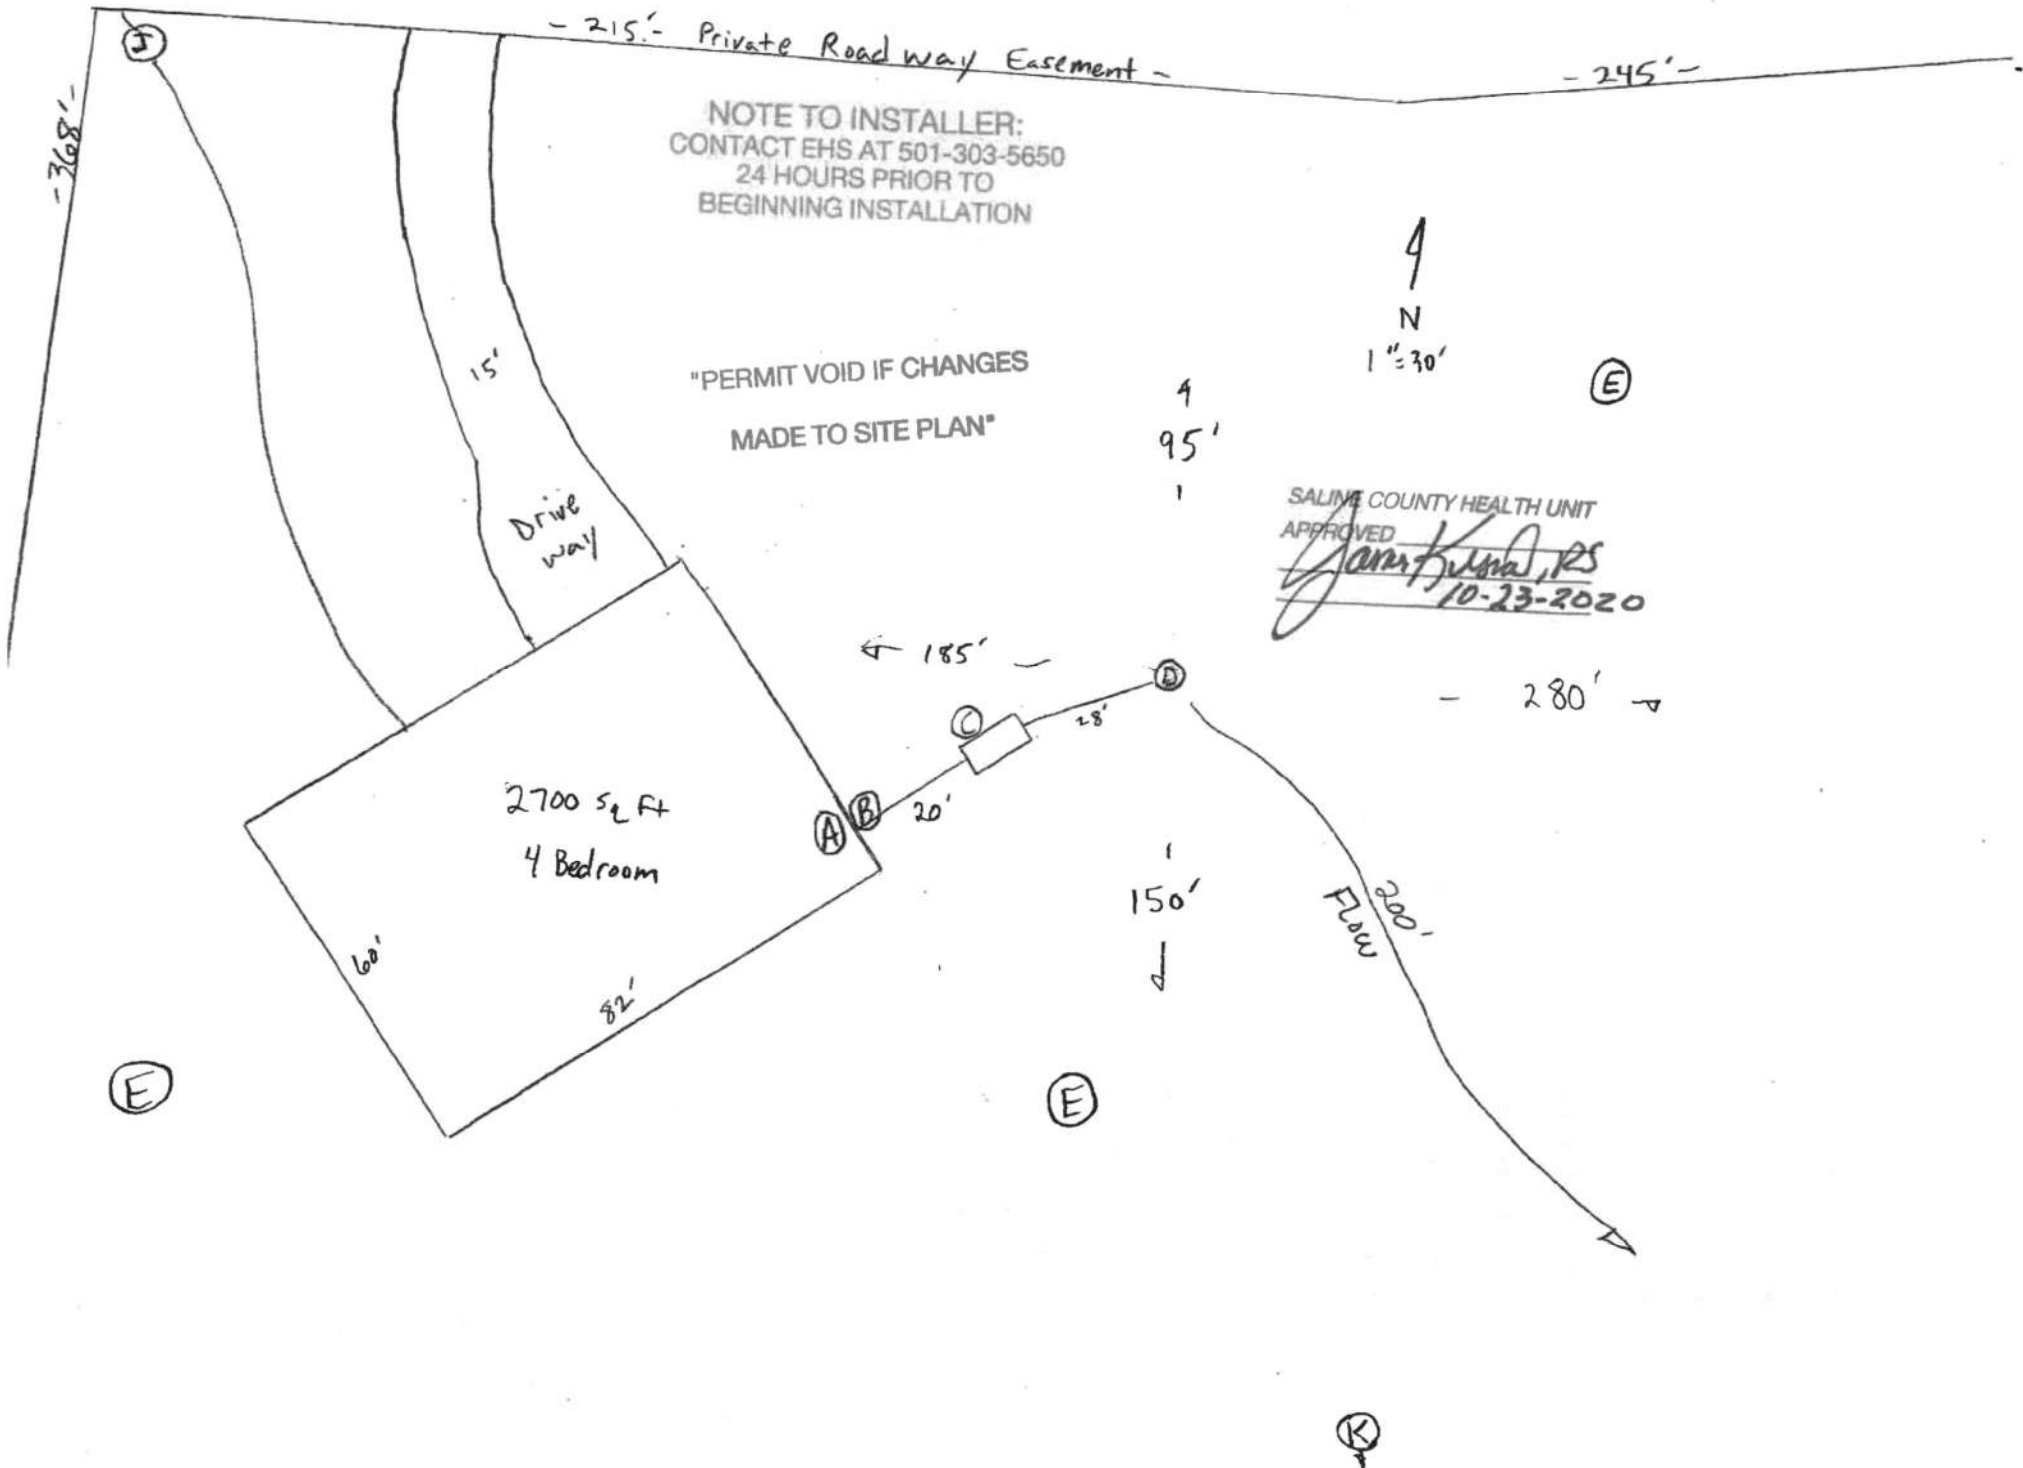 - 215' - Private Road way Easement -
- 245' -
J
- 368' -
NOTE TO INSTALLER:
CONTACT EHS AT 501-303-5650
24 HOURS PRIOR TO
BEGINNING INSTALLATION
N
1" = 30'
15'
"PERMIT VOID IF CHANGES
MADE TO SITE PLAN"
95'
E
SALINE COUNTY HEALTH UNIT
APPROVED
RS
10-23-2020
Drive
way
185'
D
280'
C
28'
2700 sq Ft
4 Bedroom
A
B
20'
150'
200'
Flow
60'
82'
E
E
K